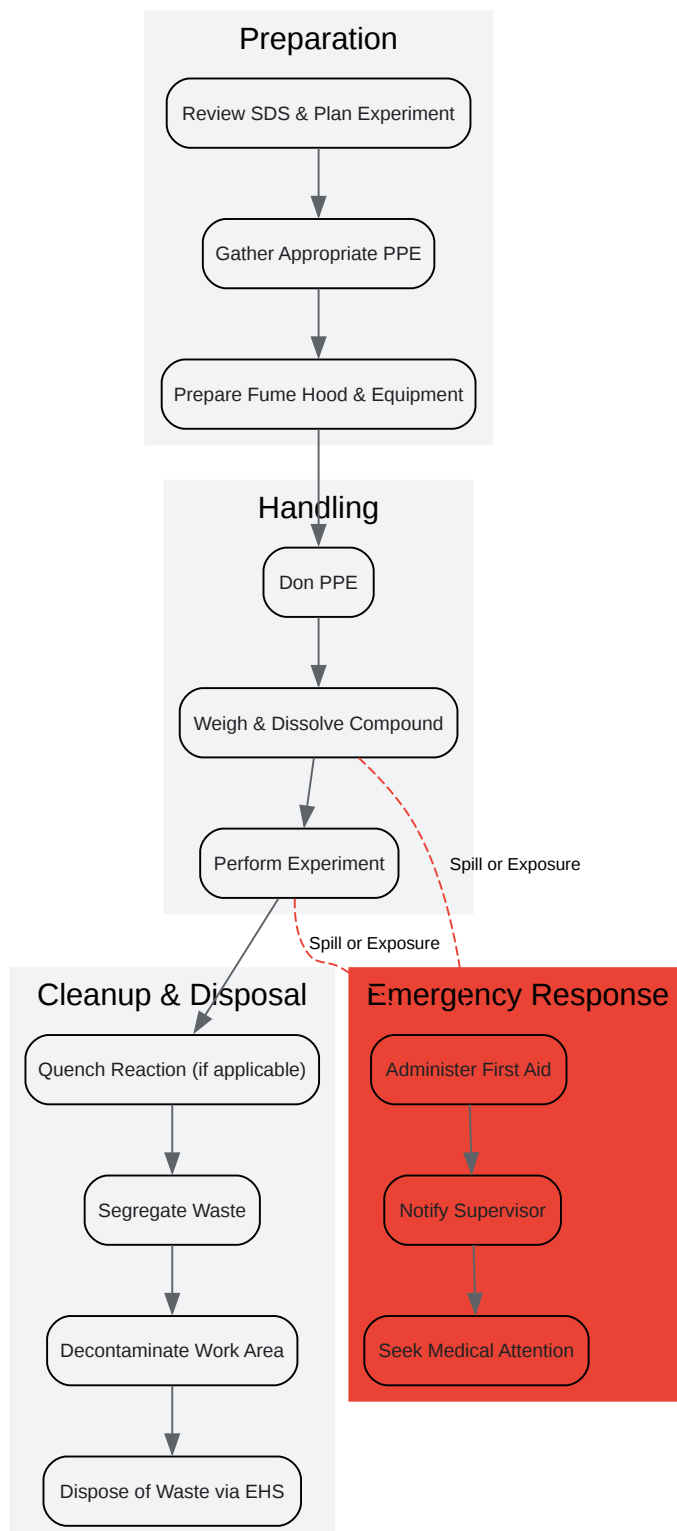 Preparation
Review SDS & Plan Experiment
Gather Appropriate PPE
Prepare Fume Hood & Equipment
Handling
Don PPE
Weigh & Dissolve Compound
Perform Experiment
Spill or Exposure
Spill or Exposure
Cleanup & Disposal
Quench Reaction (if applicable)
Segregate Waste
Decontaminate Work Area
Dispose of Waste via EHS
Emergency Response
Administer First Aid
Notify Supervisor
Seek Medical Attention